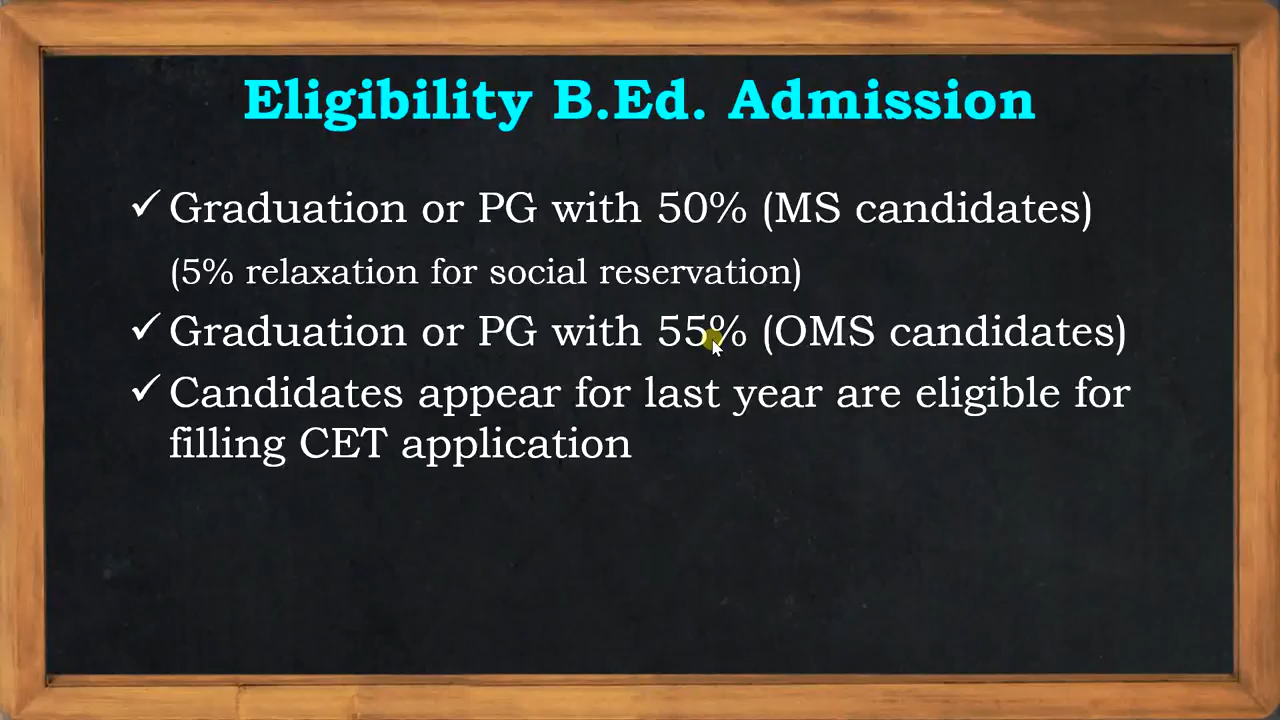 Eligibility B.Ed. Admission
✓ Graduation or PG with 50% (MS candidates)
(5% relaxation for social reservation)
✓ Graduation or PG with 55% (OMS candidates)
✓ Candidates appear for last year are eligible for
filling CET application